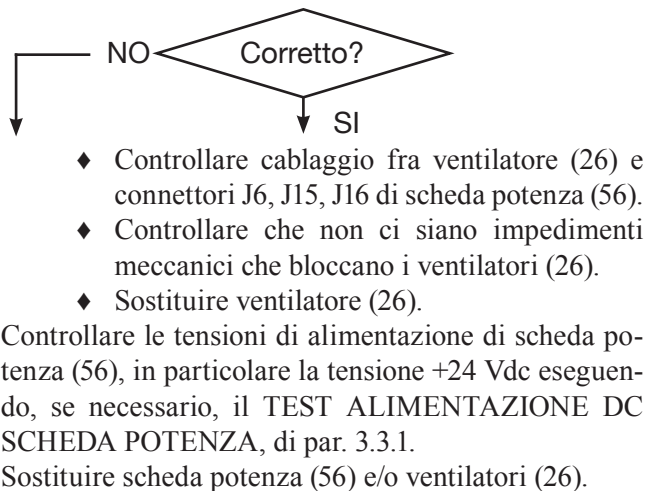 NO Corretto?
SI
♦ Controllare cablaggio fra ventilatore (26) e
connettori J6, J15, J16 di scheda potenza (56).
♦ Controllare che non ci siano impedimenti
meccanici che bloccano i ventilatori (26).
♦ Sostituire ventilatore (26).
Controllare le tensioni di alimentazione di scheda po-
tenza (56), in particolare la tensione +24 Vdc eseguen-
do, se necessario, il TEST ALIMENTAZIONE DC
SCHEDA POTENZA, di par. 3.3.1.
Sostituire scheda potenza (56) e/o ventilatori (26).